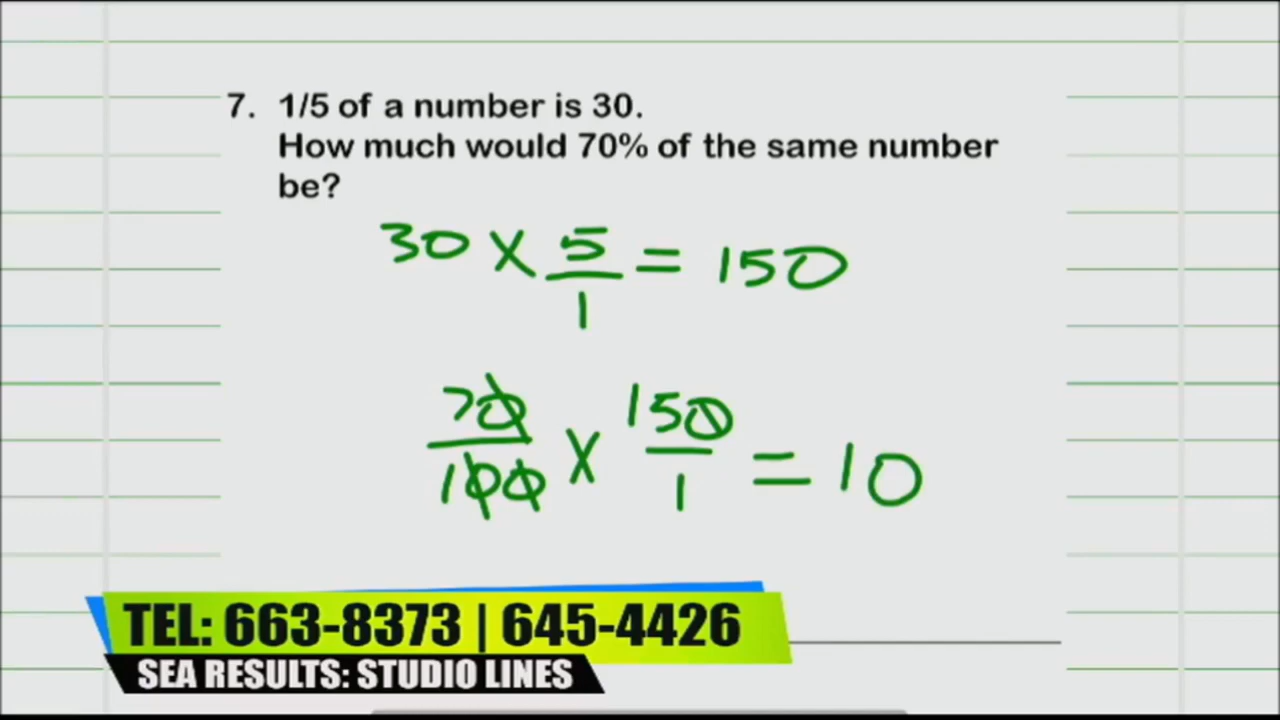 7. 1/5 of a number is 30.
How much would 70% of the same number
be?
30 × 5/1 = 150
70/100 × 150/1 = 10
TEL: 663-8373 | 645-4426
SEA RESULTS: STUDIO LINES